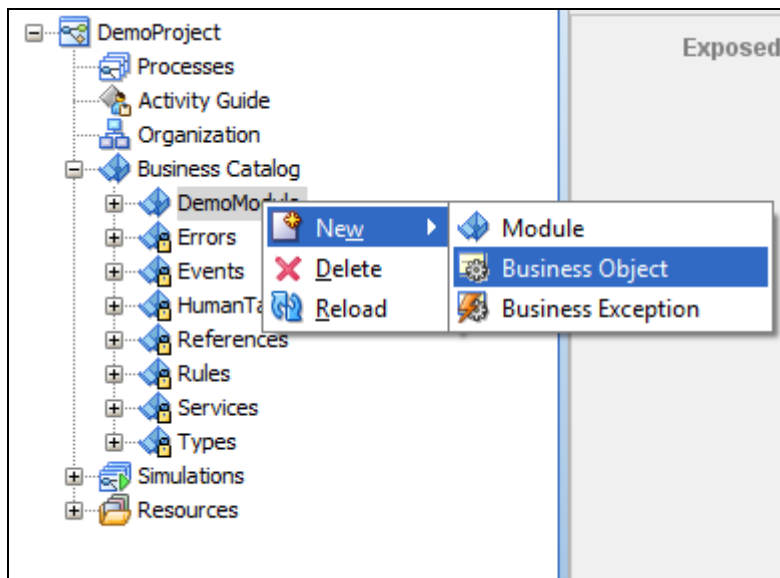 DemoProject
Exposed
Processes
Activity Guide
Organization
Business Catalog
DemoModule
New
Module
Errors
Business Object
Events
Delete
HumanTa
Reload
Business Exception
References
Rules
Services
Types
Simulations
Resources